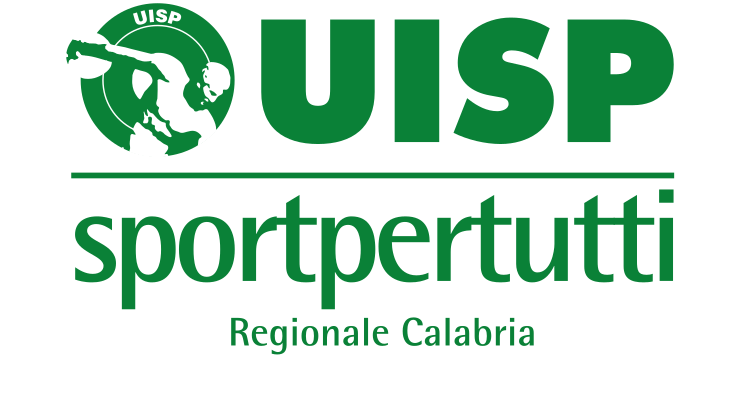 UISP
UISP
sportpertutti
Regionale Calabria